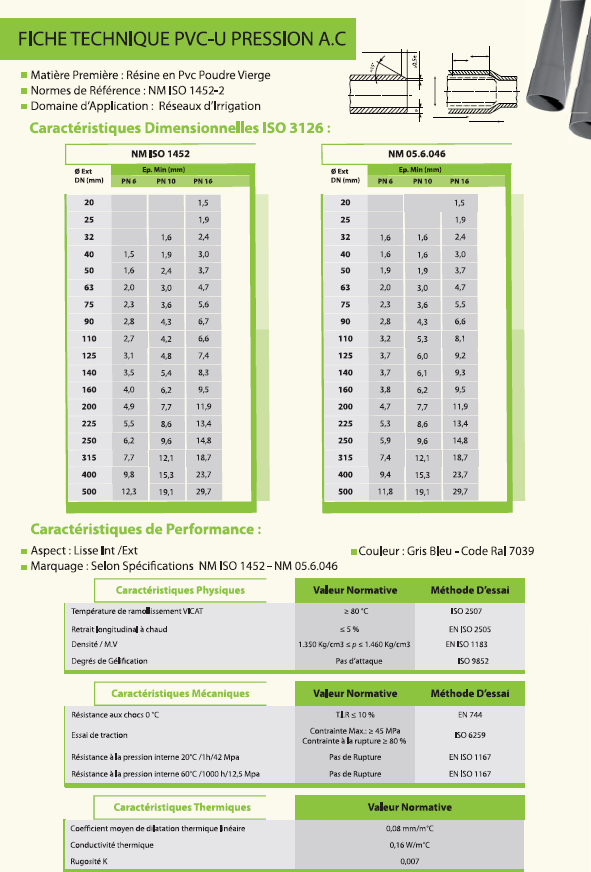 FICHE TECHNIQUE PVC-U PRESSION A.C
Matière Première : Résine en Pvc Poudre Vierge
Normes de Référence : NM ISO 1452-2
Domaine d'Application : Réseaux d'Irrigation
Caractéristiques Dimensionnelles ISO 3126 :
NM ISO 1452
Ø Ext DN (mm) Ep. Min (mm)
PN 6 PN 10 PN 16
20 1,5
25 1,9
32 1,6 2,4
40 1,5 1,9 3,0
50 1,6 2,4 3,7
63 2,0 3,0 4,7
75 2,3 3,6 5,6
90 2,8 4,3 6,7
110 2,7 4,2 6,6
125 3,1 4,8 7,4
140 3,5 5,4 8,3
160 4,0 6,2 9,5
200 4,9 7,7 11,9
225 5,5 8,6 13,4
250 6,2 9,6 14,8
315 7,7 12,1 18,7
400 9,8 15,3 23,7
500 12,3 19,1 29,7
NM 05.6.046
Ø Ext DN (mm) Ep. Min (mm)
PN 6 PN 10 PN 16
20 1,5
25 1,9
32 1,6 1,6 2,4
40 1,6 1,6 3,0
50 1,9 1,9 3,7
63 2,0 3,0 4,7
75 2,3 3,6 5,5
90 2,8 4,3 6,6
110 3,2 5,3 8,1
125 3,7 6,0 9,2
140 3,7 6,1 9,3
160 3,8 6,2 9,5
200 4,7 7,7 11,9
225 5,3 8,6 13,4
250 5,9 9,6 14,8
315 7,4 12,1 18,7
400 9,4 15,3 23,7
500 11,8 19,1 29,7
Caractéristiques de Performance :
Aspect : Lisse Int /Ext
Couleur : Gris Bleu - Code Ral 7039
Marquage : Selon Spécifications NM ISO 1452 – NM 05.6.046
Caractéristiques Physiques Valeur Normative Méthode D'essai
Température de ramollissement VICAT ≥ 80 °C ISO 2507
Retrait longitudinal à chaud ≤ 5 % EN ISO 2505
Densité / M.V 1.350 Kg/cm3 ≤ p ≤ 1.460 Kg/cm3 EN ISO 1183
Degrés de Gélification Pas d'attaque ISO 9852
Caractéristiques Mécaniques Valeur Normative Méthode D'essai
Résistance aux chocs 0 °C T.I.R ≤ 10 % EN 744
Essai de traction Contrainte Max.: ≥ 45 MPa
Contrainte à la rupture ≥ 80 % ISO 6259
Résistance à la pression interne 20°C /1h/42 Mpa Pas de Rupture EN ISO 1167
Résistance à la pression interne 60°C /1000 h/12,5 Mpa Pas de Rupture EN ISO 1167
Caractéristiques Thermiques Valeur Normative
Coefficient moyen de dilatation thermique linéaire 0,08 mm/m°C
Conductivité thermique 0,16 W/m°C
Rugosité K 0,007